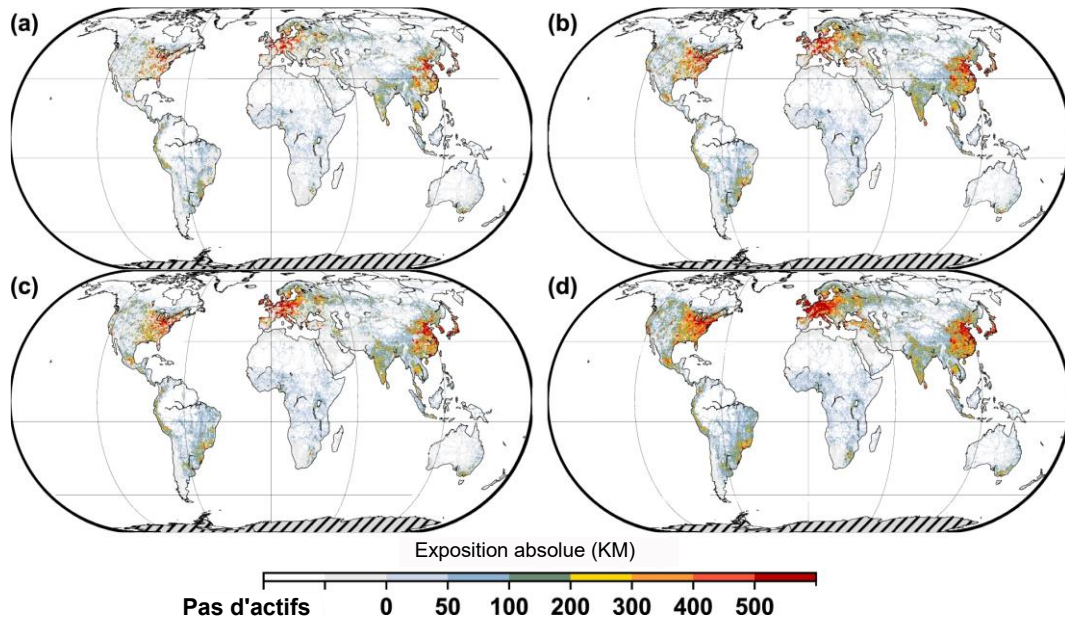 (a)
(b)
(c)
(d)
Exposition absolue (KM)
Pas d'actifs 0 50 100 200 300 400 500